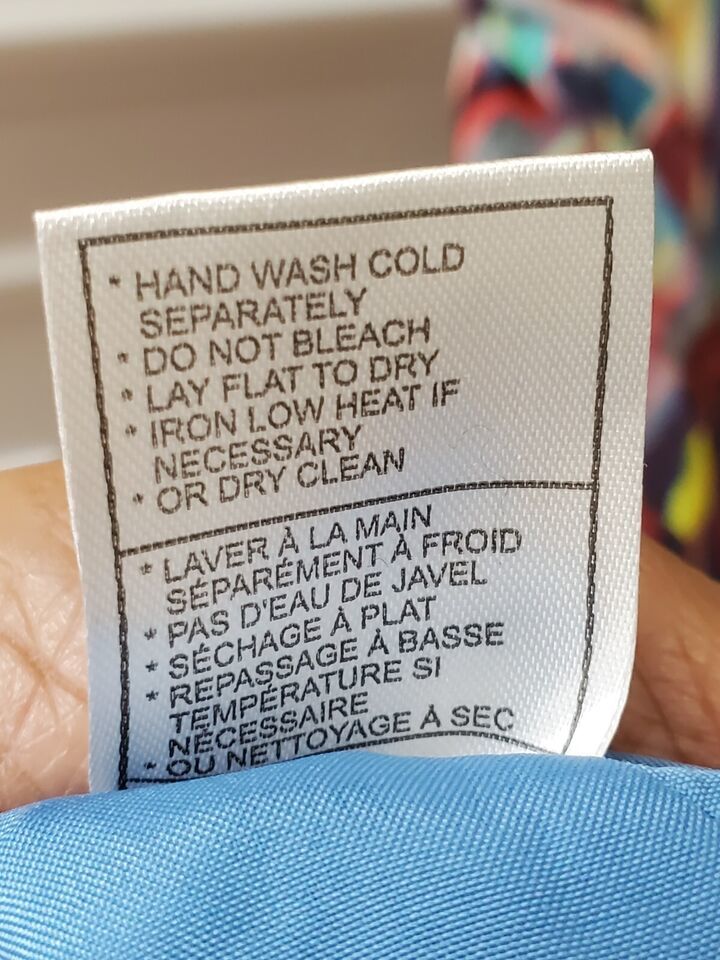 * HAND WASH COLD
SEPARATELY
* DO NOT BLEACH
* LAY FLAT TO DRY
* IRON LOW HEAT IF
NECESSARY
* OR DRY CLEAN
* LAVER À LA MAIN
SÉPARÉMENT À FROID
* PAS D'EAU DE JAVEL
* SÉCHAGE À PLAT
* REPASSAGE À BASSE
TEMPÉRATURE SI
NÉCESSAIRE
* OU NETTOYAGE À SEC